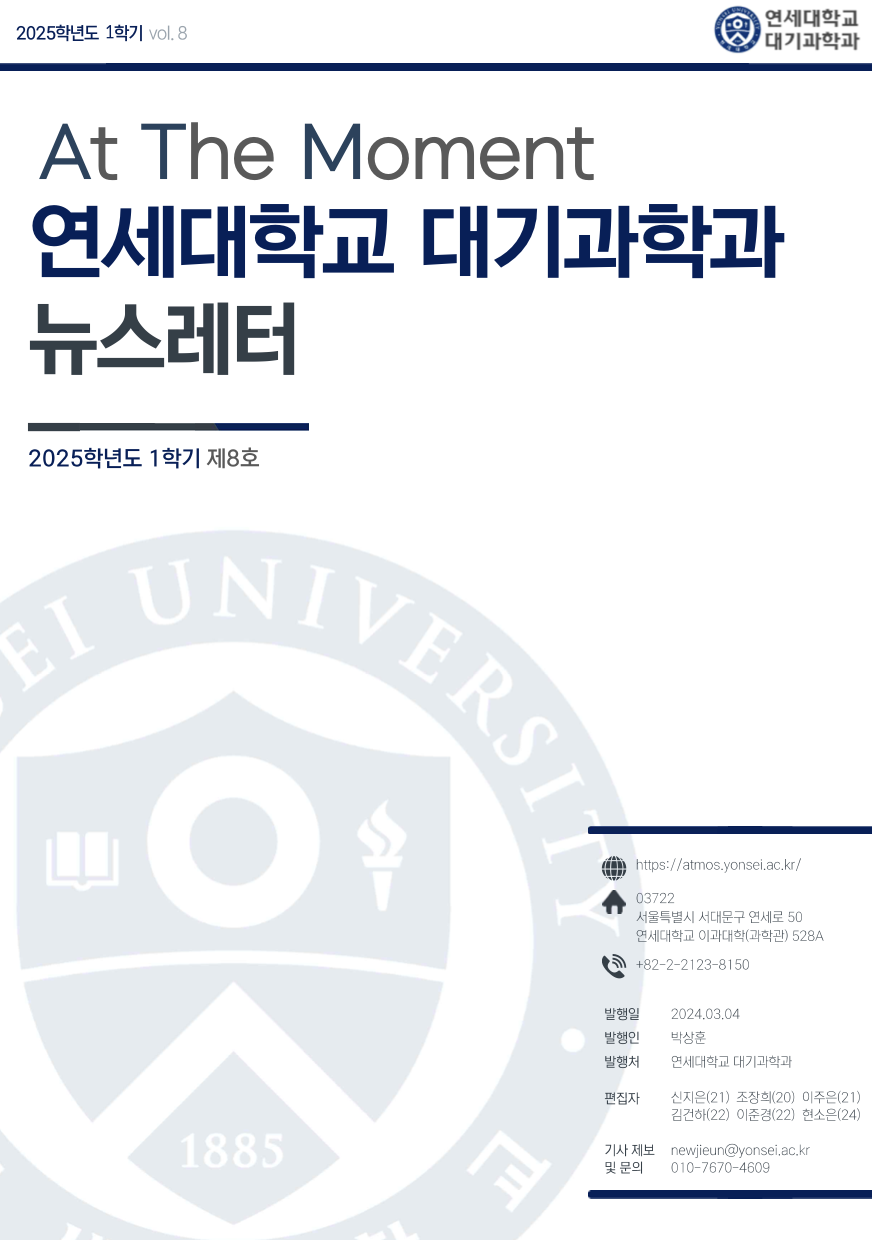 2025학년도 1학기 vol. 8
연세대학교
대기과학과
At The Moment
연세대학교 대기과학과
뉴스레터
2025학년도 1학기 제8호
SEI UNIVERSITY
1885
https://atmos.yonsei.ac.kr/
03722
서울특별시 서대문구 연세로 50
연세대학교 이과대학(과학관) 528A
+82-2-2123-8150
발행일 2024.03.04
발행인 박상훈
발행처 연세대학교 대기과학과
편집자 신지은(21) 조장희(20) 이주은(21)
김건하(22) 이준경(22) 현소은(24)
기사 제보 newjieun@yonsei.ac.kr
및 문의 010-7670-4609